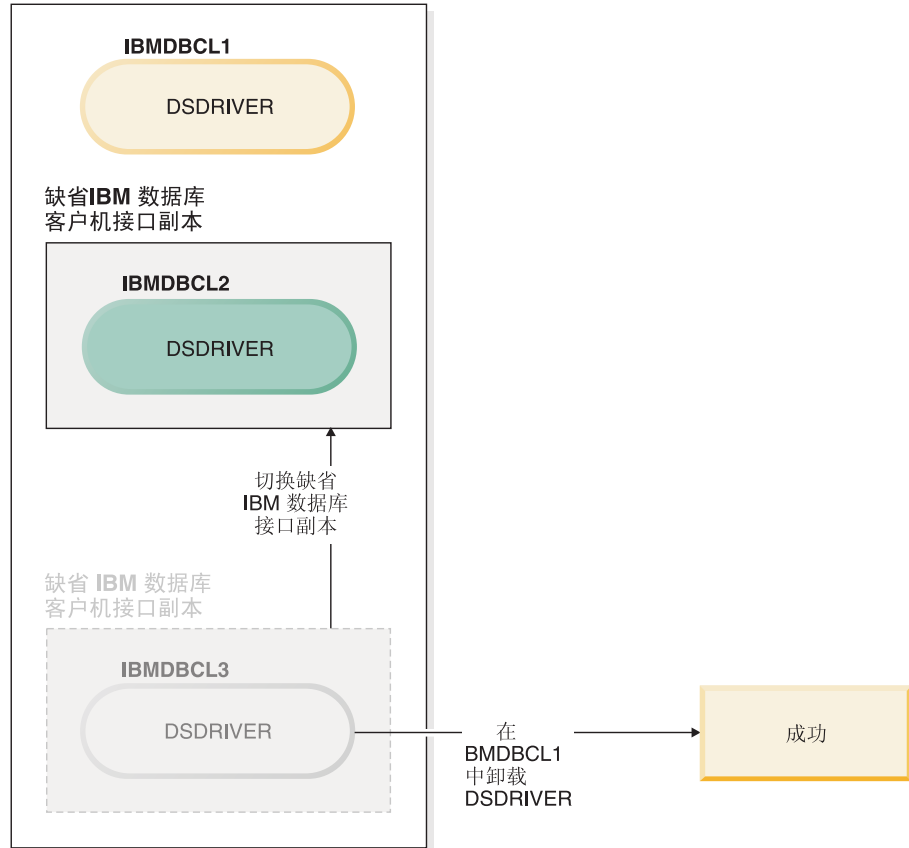 IBMDBCL1
DSDRIVER
缺省IBM 数据库
客户机接口副本
IBMDBCL2
DSDRIVER
切换缺省
IBM 数据库
接口副本
缺省 IBM 数据库
客户机接口副本
IBMDBCL3
DSDRIVER
在
BMDBCL1
中卸载
DSDRIVER
成功